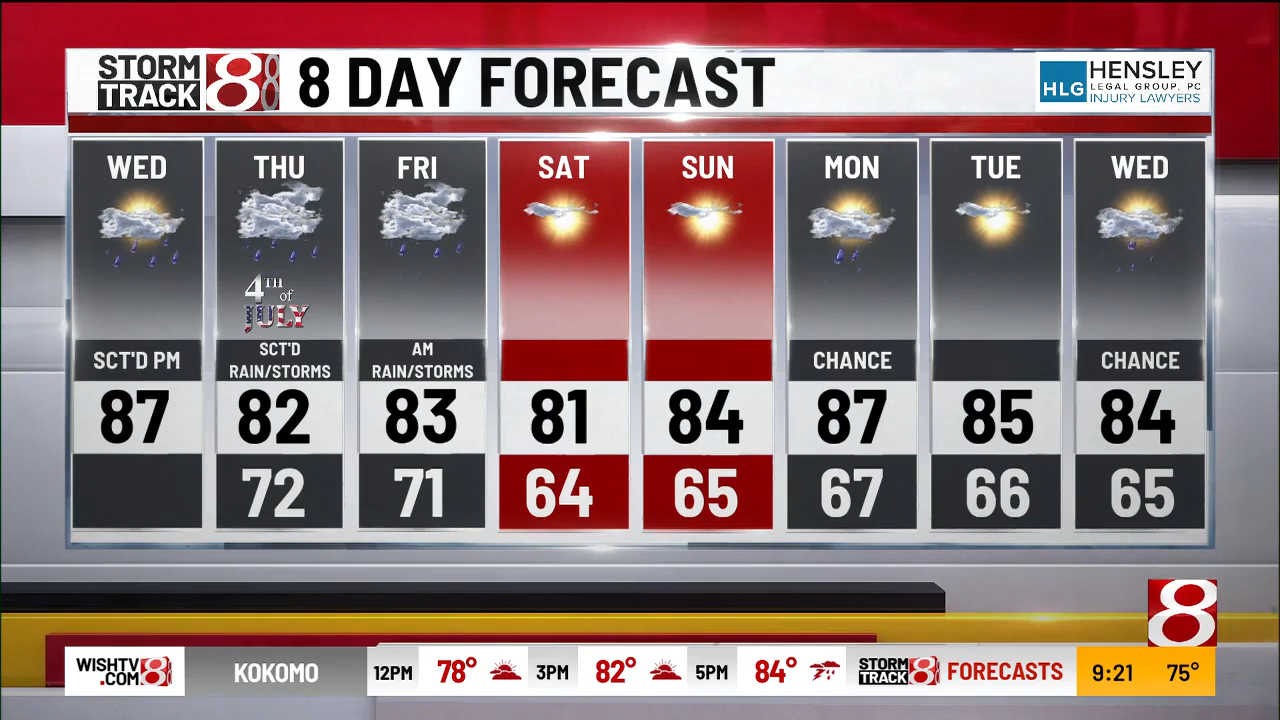 STORM TRACK 8
8 DAY FORECAST
HLG
HENSLEY
LEGAL GROUP, PC
INJURY LAWYERS
WED
THU
FRI
SAT
SUN
MON
TUE
WED
4TH of JULY
SCT'D PM
SCT'D RAIN/STORMS
AM RAIN/STORMS
CHANCE
CHANCE
87
82
83
81
84
87
85
84
72
71
64
65
67
66
65
8
WISHTV.COM 8
KOKOMO
12PM 78°
3PM 82°
5PM 84°
STORM TRACK 8
FORECASTS
9:21 75°